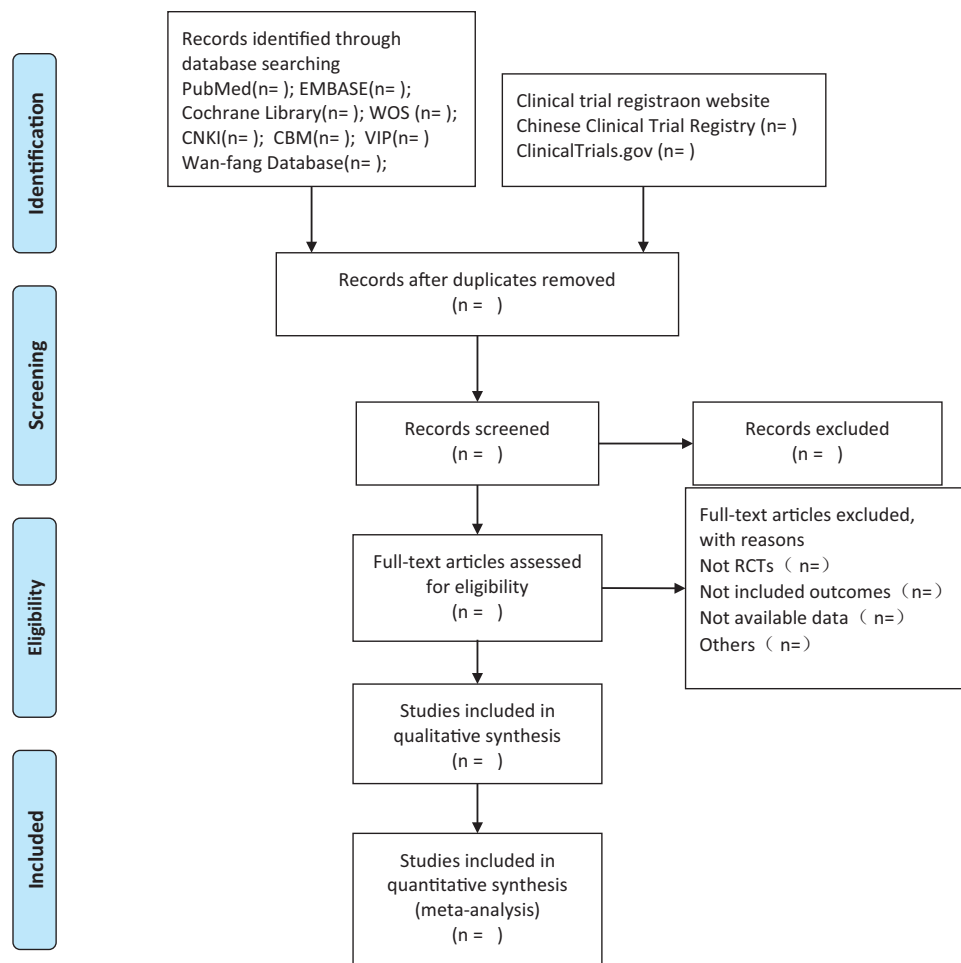 Identification
Records identified through
database searching
PubMed(n= ); EMBASE(n= );
Cochrane Library(n= ); WOS (n= );
CNKI(n= ); CBM(n= ); VIP(n= )
Wan-fang Database(n= );
Clinical trial registraon website
Chinese Clinical Trial Registry (n= )
ClinicalTrials.gov (n= )
Records after duplicates removed
(n = )
Screening
Records screened
(n = )
Records excluded
(n = )
Eligibility
Full-text articles assessed
for eligibility
(n = )
Full-text articles excluded,
with reasons
Not RCTs（ n=）
Not included outcomes（n=）
Not available data（ n=）
Others（ n=）
Studies included in
qualitative synthesis
(n = )
Included
Studies included in
quantitative synthesis
(meta-analysis)
(n = )